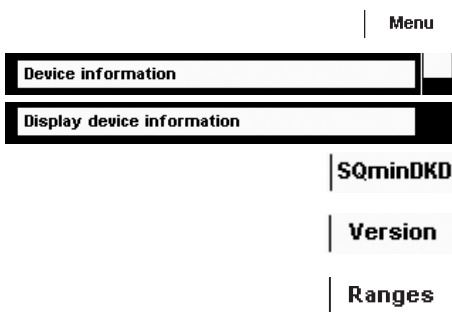 Menu
Device information
Display device information
SQminDKD
Version
Ranges